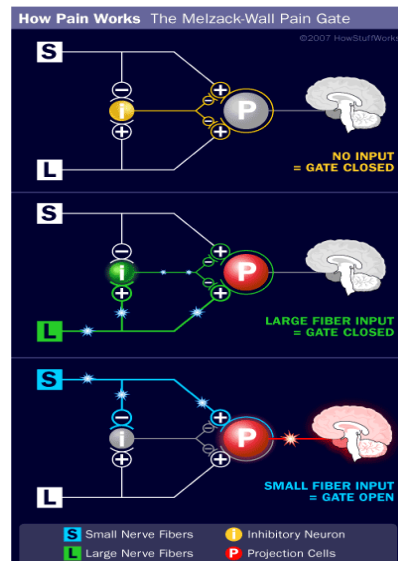 How Pain Works The Melzack-Wall Pain Gate
©2007 HowStuffWorks
S
−
+
i
−
−
P
+
+
L
NO INPUT
= GATE CLOSED
S
−
+
i
−
−
P
+
+
L
LARGE FIBER INPUT
= GATE CLOSED
S
−
+
i
−
−
P
+
+
L
SMALL FIBER INPUT
= GATE OPEN
S Small Nerve Fibers
i Inhibitory Neuron
L Large Nerve Fibers
P Projection Cells